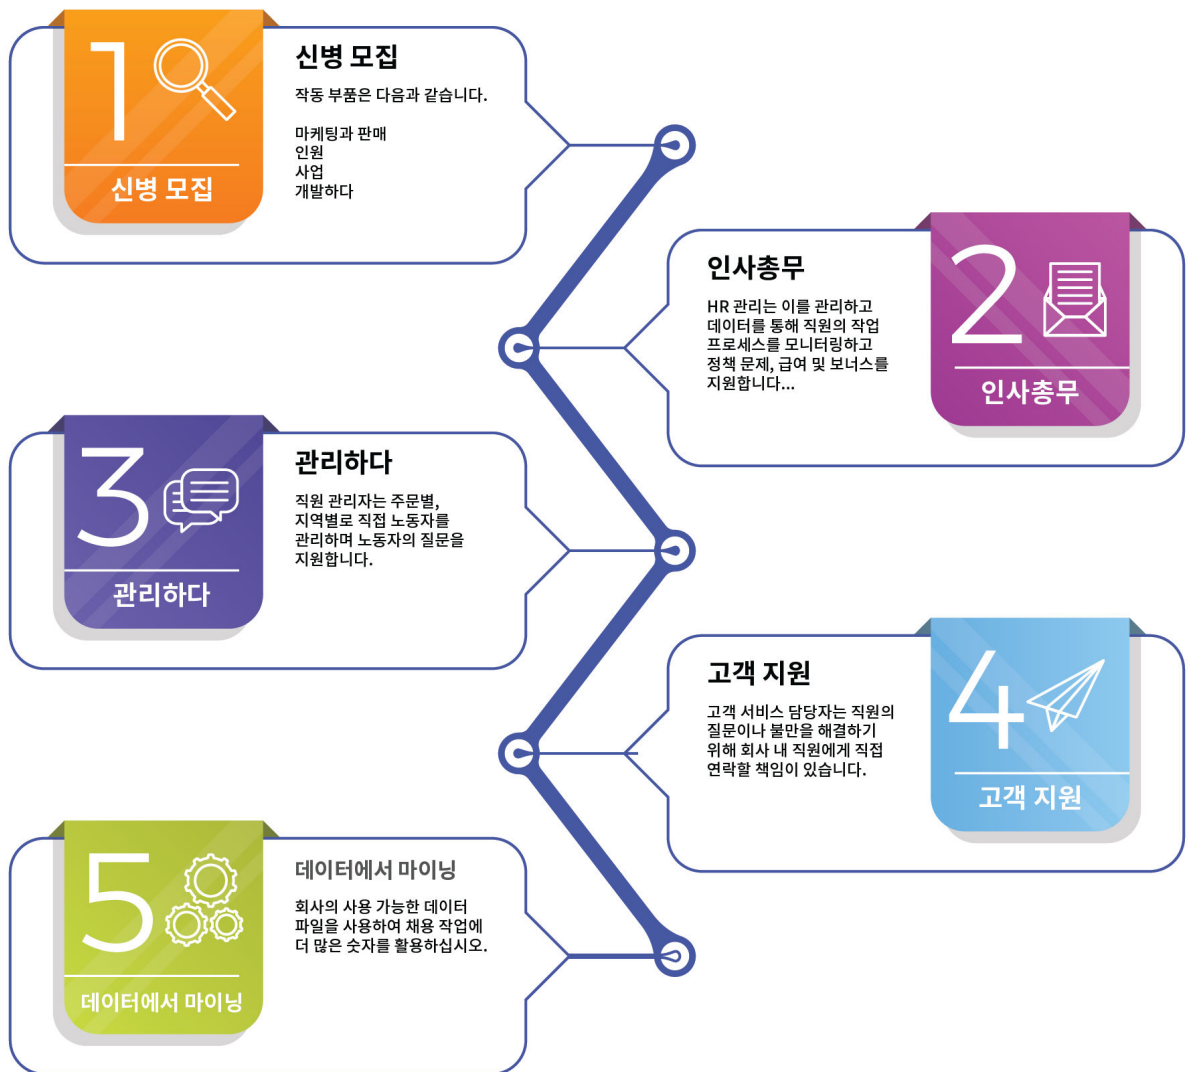 1
신병 모집
신병 모집
작동 부품은 다음과 같습니다.
마케팅과 판매
인원
사업
개발하다
2
인사총무
인사총무
HR 관리는 이를 관리하고
데이터를 통해 직원의 작업
프로세스를 모니터링하고
정책 문제, 급여 및 보너스를
지원합니다...
3
관리하다
관리하다
직원 관리자는 주문별,
지역별로 직접 노동자를
관리하며 노동자의 질문을
지원합니다.
4
고객 지원
고객 지원
고객 서비스 담당자는 직원의
질문이나 불만을 해결하기
위해 회사 내 직원에게 직접
연락할 책임이 있습니다.
5
데이터에서 마이닝
데이터에서 마이닝
회사의 사용 가능한 데이터
파일을 사용하여 채용 작업에
더 많은 숫자를 활용하십시오.